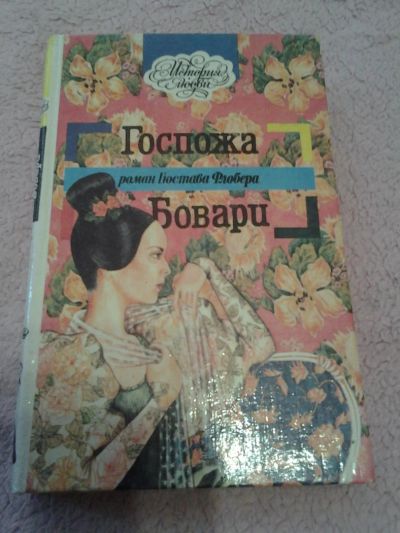 История
любви
Госпожа
роман Гюстава Флобера
Бовари